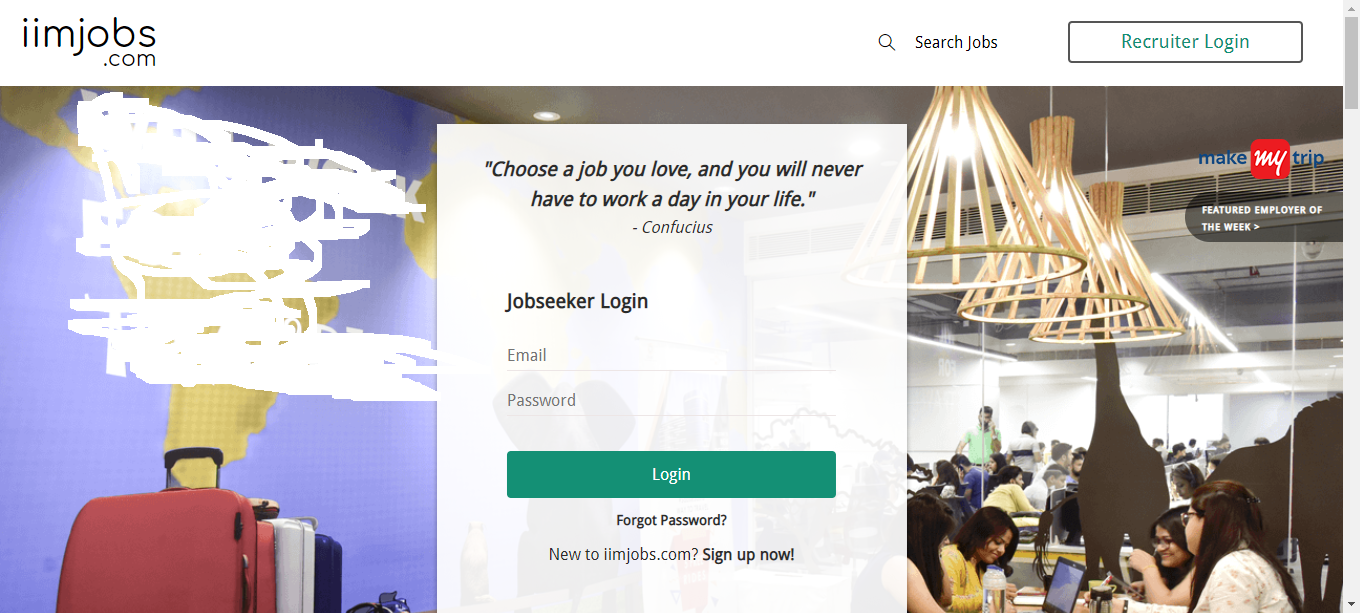 iimjobs
.com
Search Jobs
Recruiter Login
"Choose a job you love, and you will never
have to work a day in your life."
- Confucius
Jobseeker Login
Email
Password
Login
Forgot Password?
New to iimjobs.com? Sign up now!
make my trip
FEATURED EMPLOYER OF
THE WEEK >